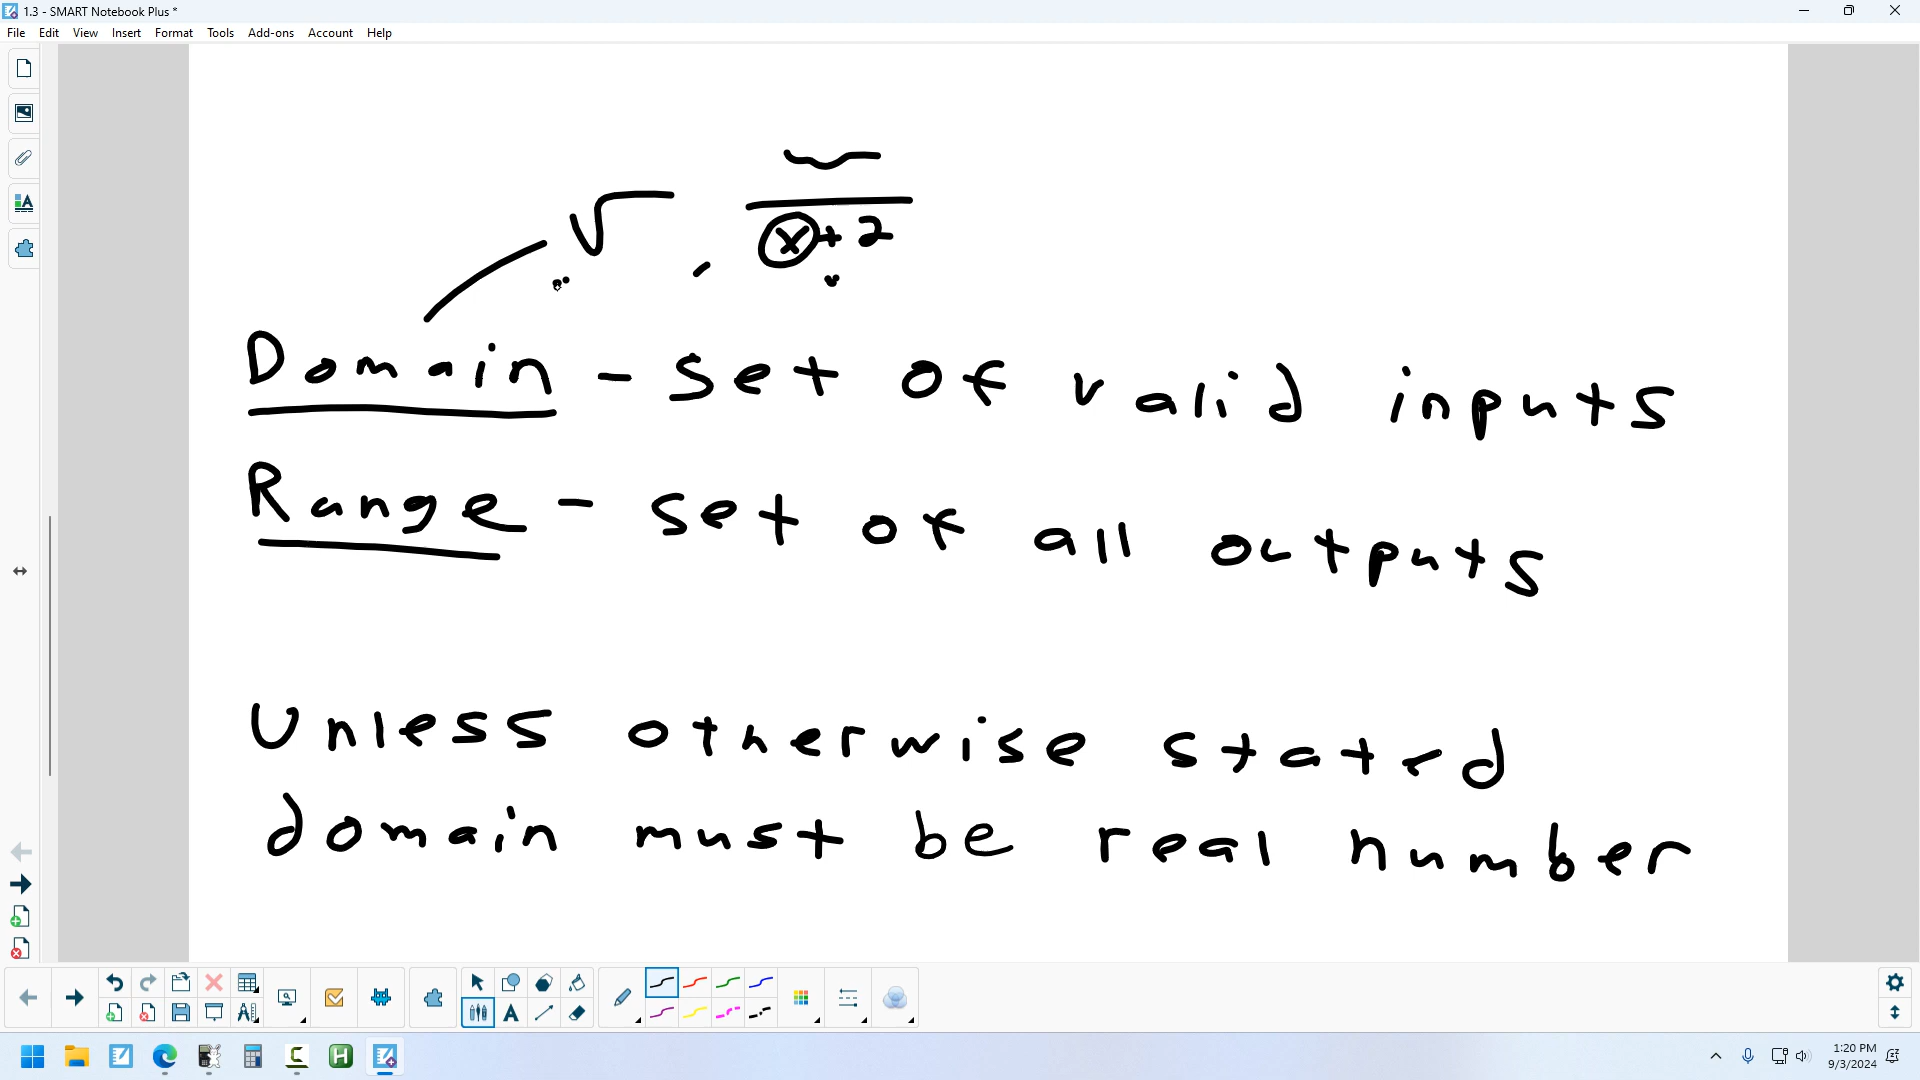 1.3 - SMART Notebook Plus *
File Edit View Insert Format Tools Add-ons Account Help
√ , x + 2
Domain - set of valid inputs
Range - set of all outputs
Unless otherwise stated
domain must be real number
1:20 PM
9/3/2024